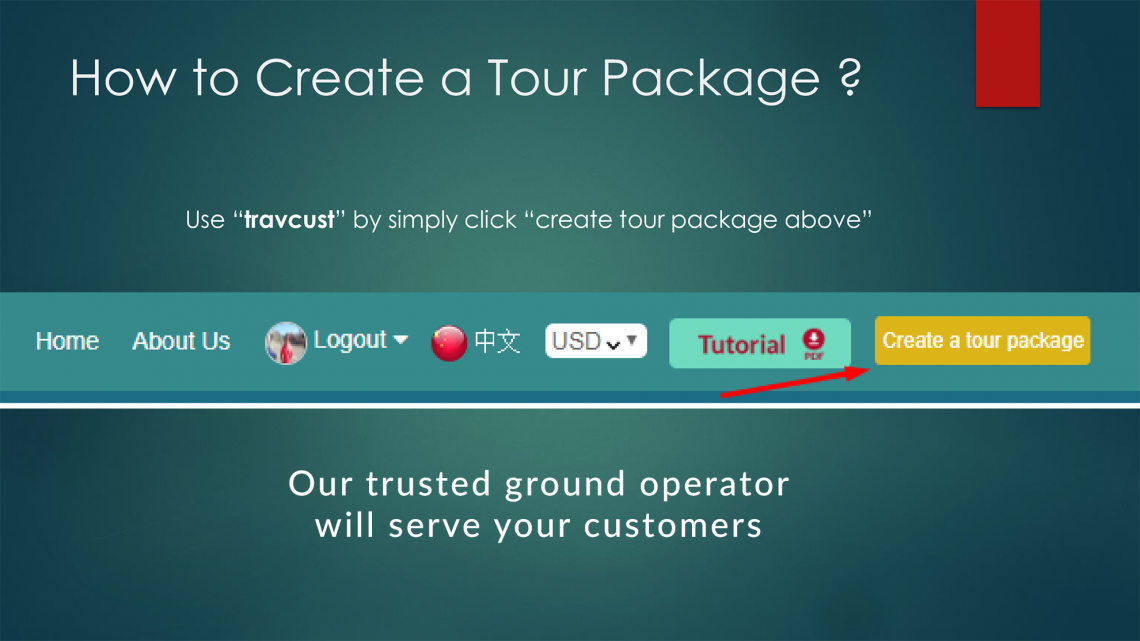 How to Create a Tour Package ?
Use “travcust” by simply click “create tour package above”
Home About Us Logout 中文 USD Tutorial PDF Create a tour package
Our trusted ground operator
will serve your customers